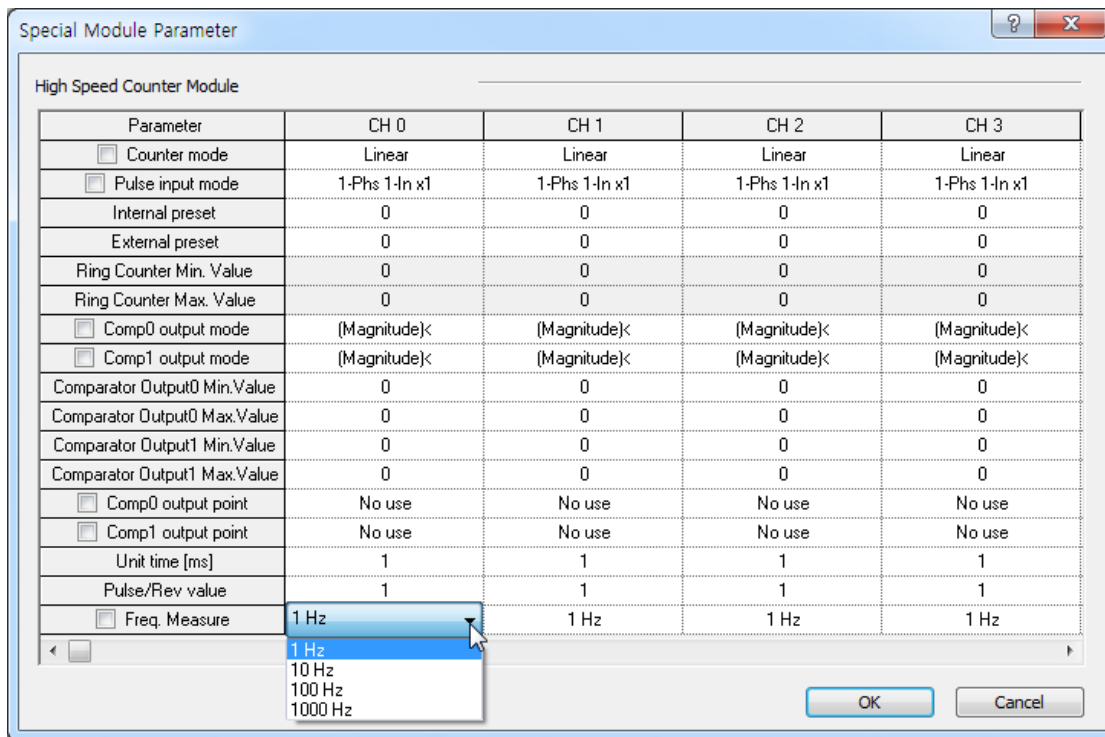 Special Module Parameter
High Speed Counter Module
Parameter CH 0 CH 1 CH 2 CH 3
Counter mode Linear Linear Linear Linear
Pulse input mode 1-Phs 1-In x1 1-Phs 1-In x1 1-Phs 1-In x1 1-Phs 1-In x1
Internal preset 0 0 0 0
External preset 0 0 0 0
Ring Counter Min. Value 0 0 0 0
Ring Counter Max. Value 0 0 0 0
Comp0 output mode (Magnitude)< (Magnitude)< (Magnitude)< (Magnitude)<
Comp1 output mode (Magnitude)< (Magnitude)< (Magnitude)< (Magnitude)<
Comparator Output0 Min.Value 0 0 0 0
Comparator Output0 Max.Value 0 0 0 0
Comparator Output1 Min.Value 0 0 0 0
Comparator Output1 Max.Value 0 0 0 0
Comp0 output point No use No use No use No use
Comp1 output point No use No use No use No use
Unit time [ms] 1 1 1 1
Pulse/Rev value 1 1 1 1
Freq. Measure 1 Hz 1 Hz 1 Hz 1 Hz
1 Hz
10 Hz
100 Hz
1000 Hz
OK Cancel